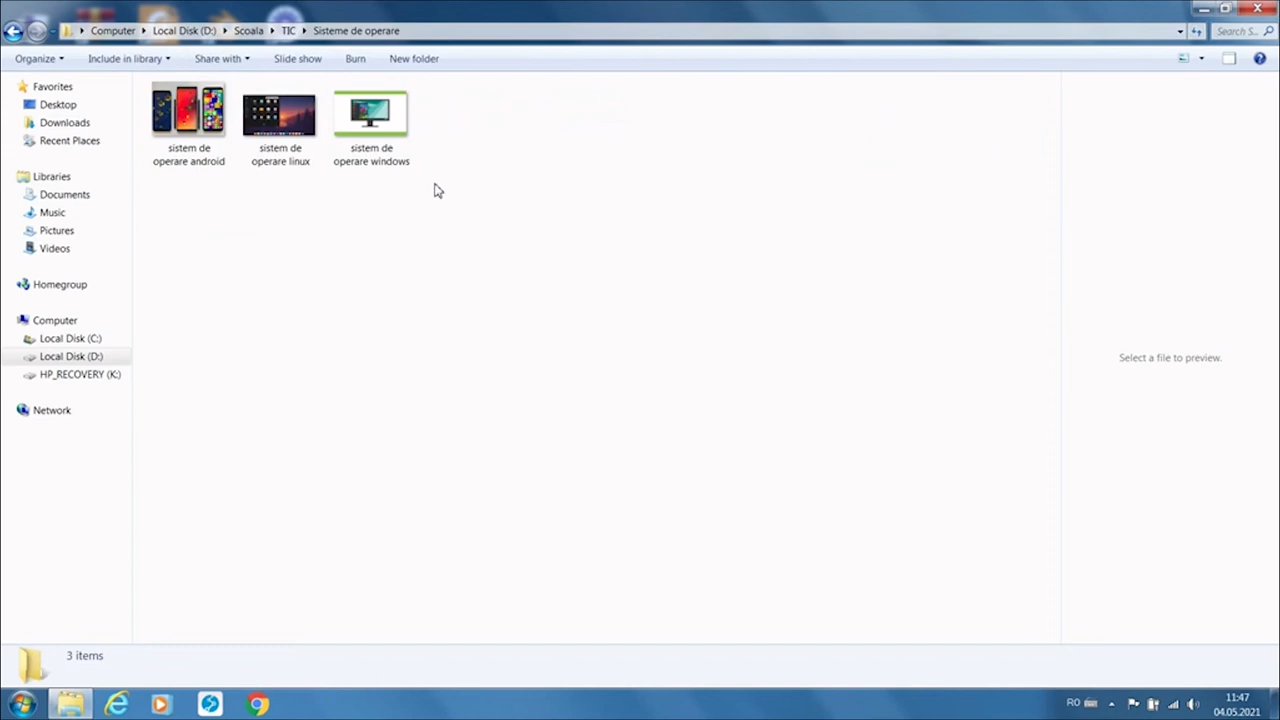 Computer Local Disk (D:) Scoala TIC Sisteme de operare
Search S...
Organize Include in library Share with Slide show Burn New folder
Favorites
Desktop
Downloads
Recent Places
Libraries
Documents
Music
Pictures
Videos
Homegroup
Computer
Local Disk (C:)
Local Disk (D:)
HP_RECOVERY (K:)
Network
sistem de
operare android
sistem de
operare linux
sistem de
operare windows
Select a file to preview.
3 items
RO
11:47
04.05.2021